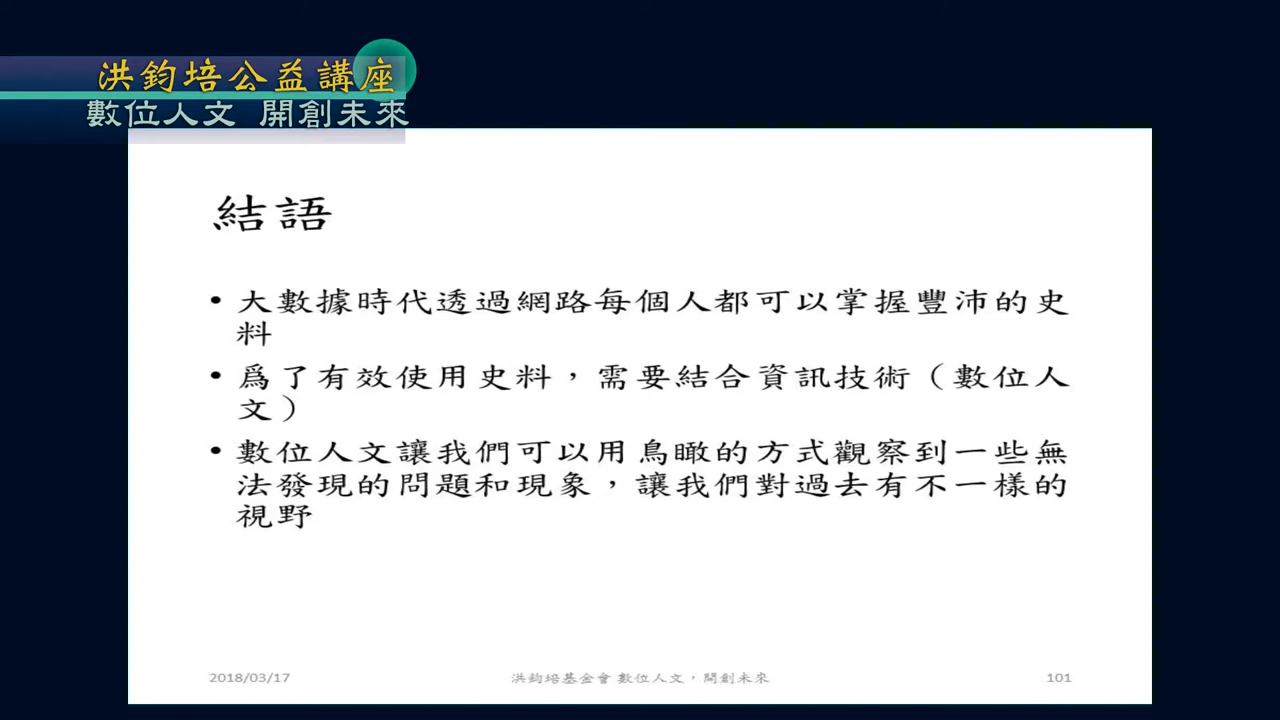 洪鈞培公益講座
數位人文 開創未來
結語
• 大數據時代透過網路每個人都可以掌握豐沛的史
料
• 爲了有效使用史料，需要結合資訊技術（數位人
文）
• 數位人文讓我們可以用鳥瞰的方式觀察到一些無
法發現的問題和現象，讓我們對過去有不一樣的
視野
2018/03/17 洪鈞培基金會 數位人文，開創未來 101